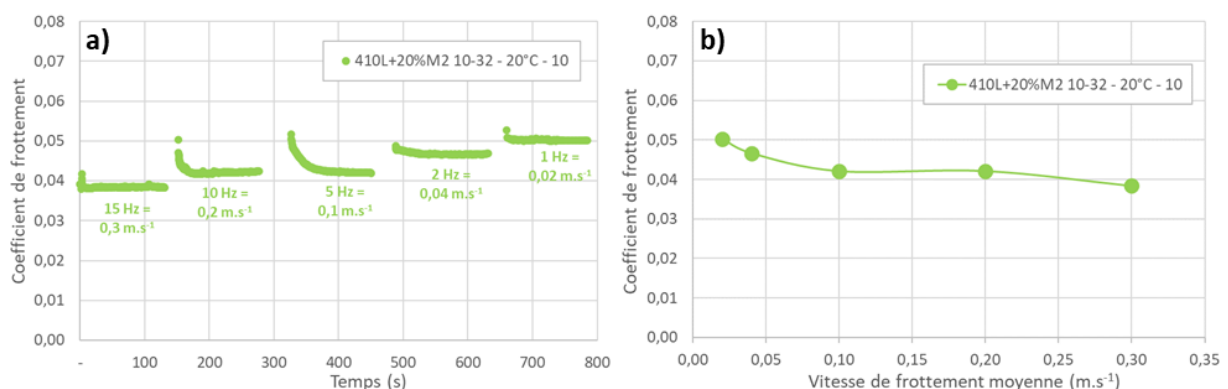 a)
410L+20%M2 10-32 - 20°C - 10
Coefficient de frottement
0,08
0,07
0,06
0,05
0,04
0,03
0,02
0,01
0,00
15 Hz =
0,3 m.s⁻¹
10 Hz =
0,2 m.s⁻¹
5 Hz =
0,1 m.s⁻¹
2 Hz =
0,04 m.s⁻¹
1 Hz =
0,02 m.s⁻¹
- 100 200 300 400 500 600 700 800
Temps (s)
b)
410L+20%M2 10-32 - 20°C - 10
Coefficient de frottement
0,08
0,07
0,06
0,05
0,04
0,03
0,02
0,01
0,00
0,00 0,05 0,10 0,15 0,20 0,25 0,30 0,35
Vitesse de frottement moyenne (m.s⁻¹)